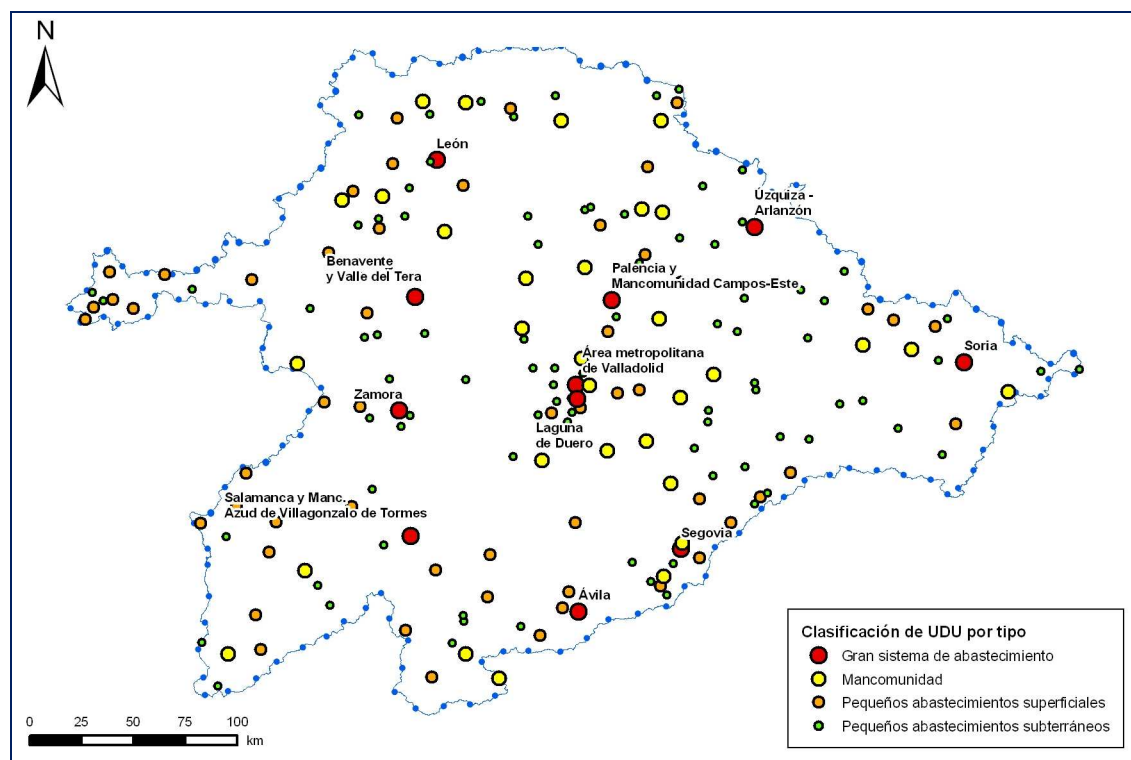 N
León
Úzquiza -
Arlanzón
Benavente
y Valle del Tera
Palencia y
Mancomunidad Campos-Este
Soria
Área metropolitana
de Valladolid
Zamora
Laguna
de Duero
Salamanca y Manc.
Azud de Villagonzalo de Tormes
Segovia
Ávila
Clasificación de UDU por tipo
Gran sistema de abastecimiento
Mancomunidad
Pequeños abastecimientos superficiales
Pequeños abastecimientos subterráneos
0 25 50 75 100
km